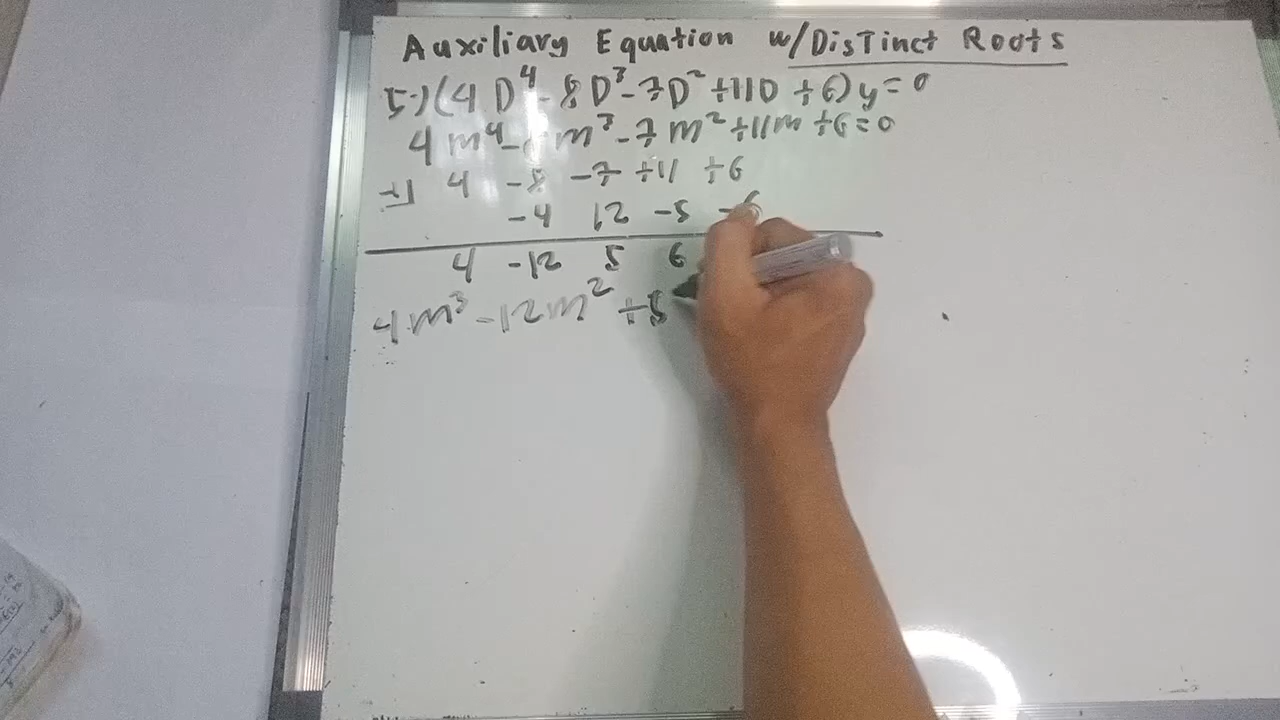 Auxiliary Equation w/Distinct Roots
5.)(4D⁴-8D³-7D²+11D+6)y=0
4m⁴-8m³-7m²+11m+6=0
-1| 4 -8 -7 +11 +6
-4 12 -5 -6
4 -12 5 6
4m³-12m²+5